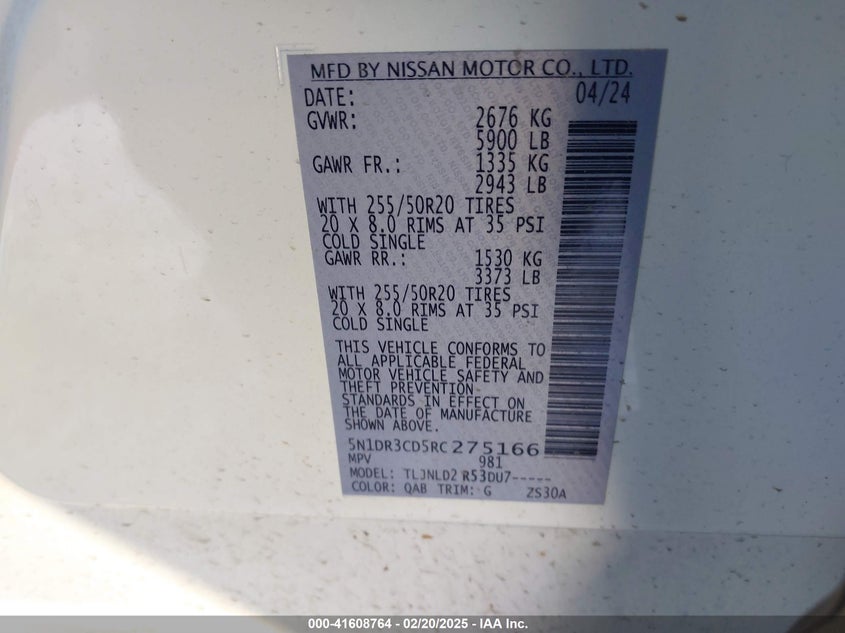 MFD BY NISSAN MOTOR CO., LTD.
DATE: 04/24
GVWR: 2676 KG
5900 LB
GAWR FR.: 1335 KG
2943 LB
WITH 255/50R20 TIRES
20 X 8.0 RIMS AT 35 PSI
COLD SINGLE
GAWR RR.: 1530 KG
3373 LB
WITH 255/50R20 TIRES
20 X 8.0 RIMS AT 35 PSI
COLD SINGLE
THIS VEHICLE CONFORMS TO
ALL APPLICABLE FEDERAL
MOTOR VEHICLE SAFETY AND
THEFT PREVENTION
STANDARDS IN EFFECT ON
THE DATE OF MANUFACTURE
SHOWN ABOVE.
5N1DR3CD5RC275166
MPV 981
MODEL: TLJNLD2 R53DU7-----
COLOR: QAB TRIM: G ZS30A
000-41608764 - 02/20/2025 - IAA Inc.